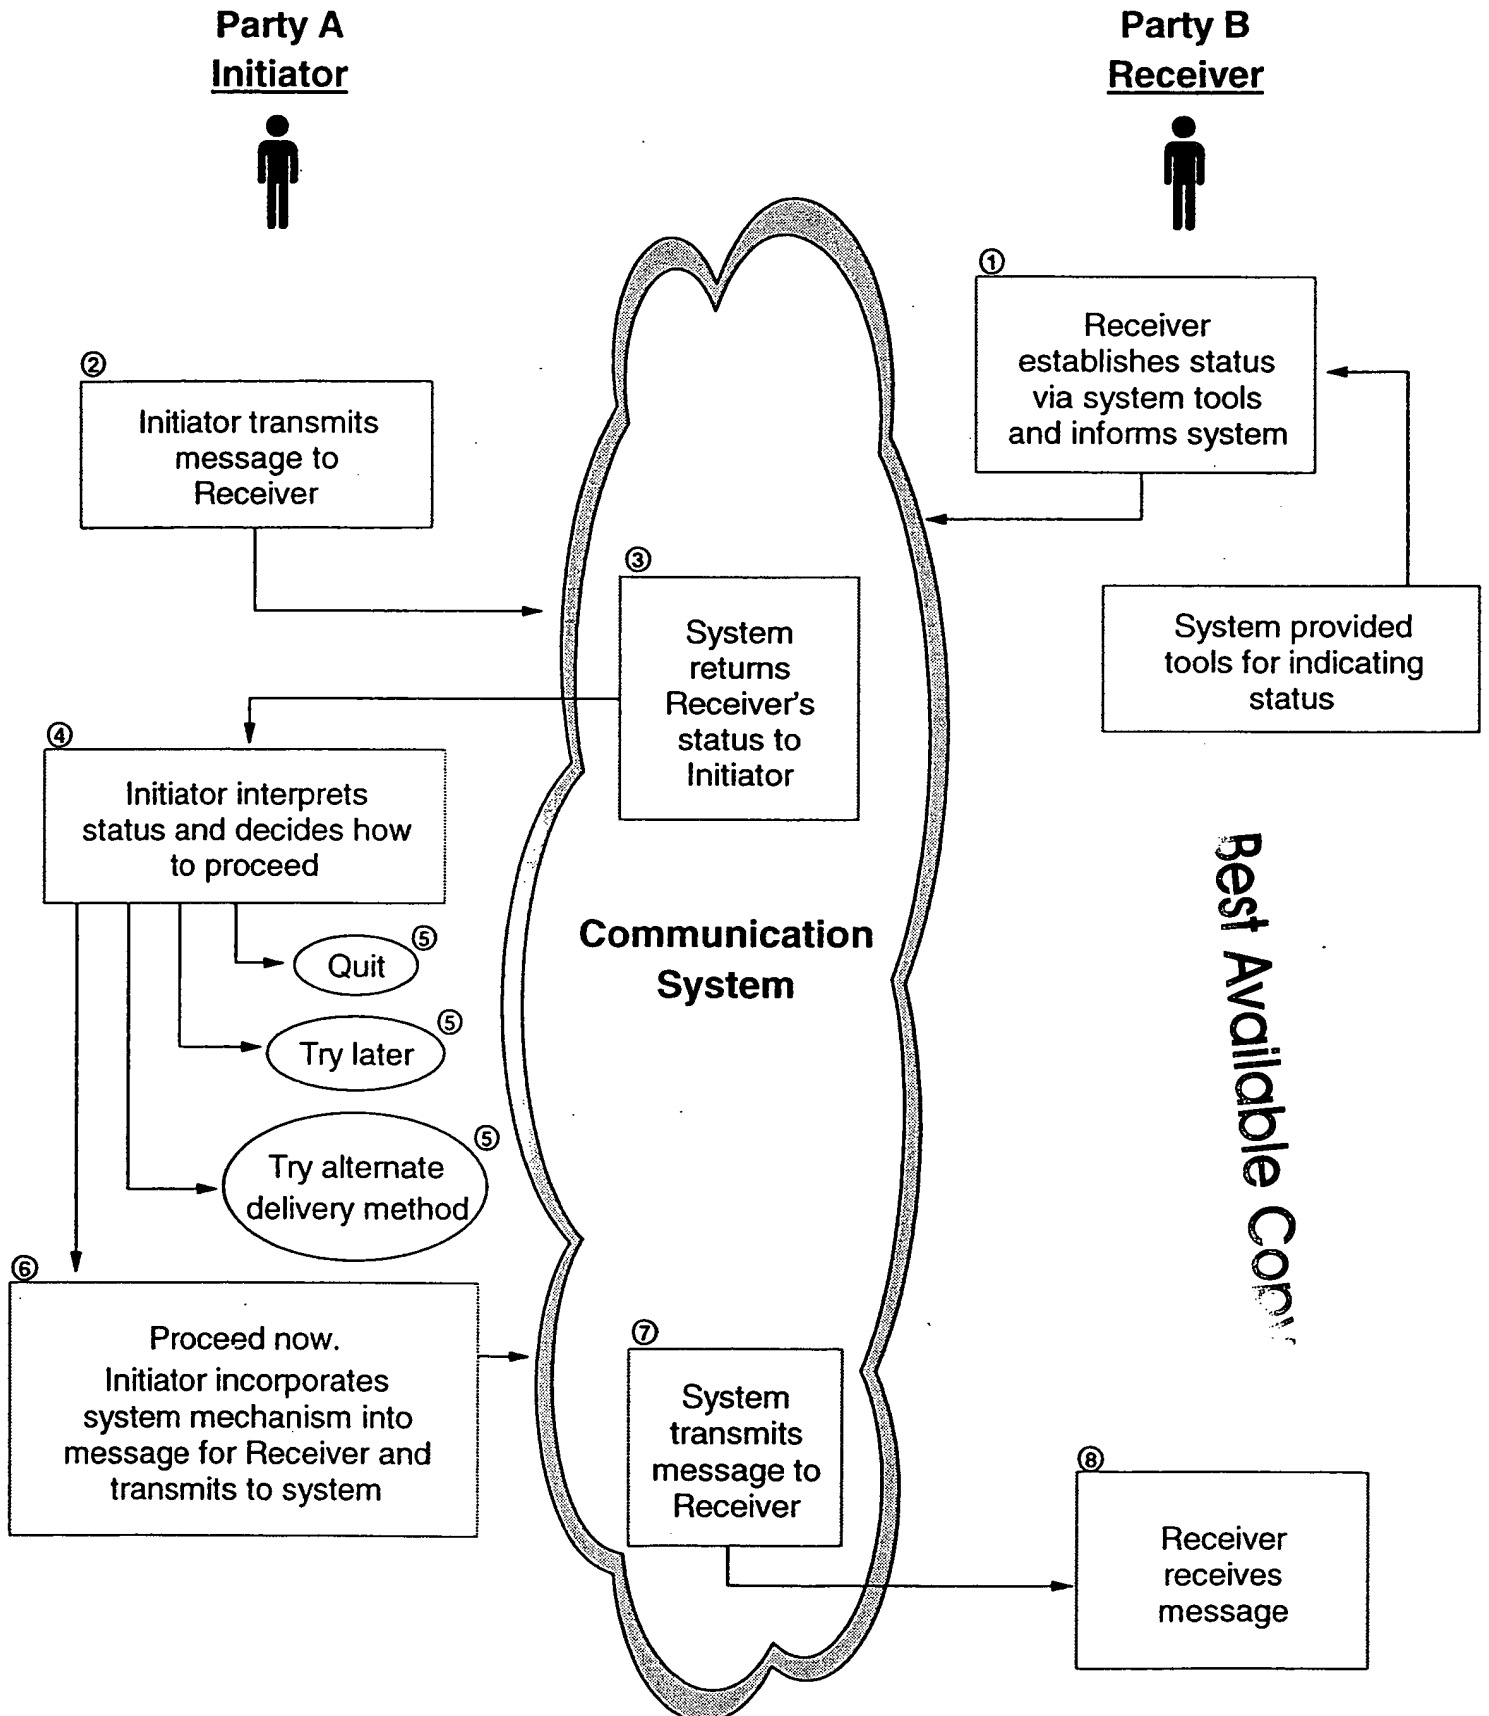 Party A
Initiator
Party B
Receiver
①
Receiver
establishes status
via system tools
and informs system
②
Initiator transmits
message to
Receiver
③
System
returns
Receiver's
status to
Initiator
System provided
tools for indicating
status
④
Initiator interprets
status and decides how
to proceed
⑤
Quit
⑤
Try later
⑤
Try alternate
delivery method
Communication
System
Best Available Copy
⑥
Proceed now.
Initiator incorporates
system mechanism into
message for Receiver and
transmits to system
⑦
System
transmits
message to
Receiver
⑧
Receiver
receives
message